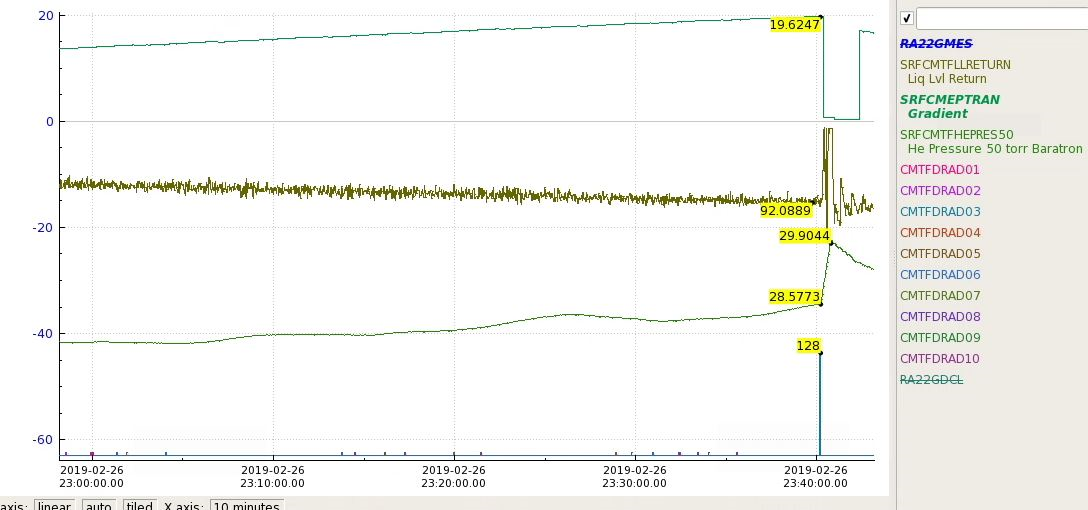 20
0
-20
-40
-60
19.6247
92.0889
29.9044
28.5773
128
2019-02-26
23:00:00.00
2019-02-26
23:10:00.00
2019-02-26
23:20:00.00
2019-02-26
23:30:00.00
2019-02-26
23:40:00.00
axis: linear auto tiled X axis: 10 minutes
RA22GMES
SRFCMTFLLRETURN
Liq Lvl Return
SRFCMEPTRAN
Gradient
SRFCMTFHEPRES50
He Pressure 50 torr Baratron
CMTFDRAD01
CMTFDRAD02
CMTFDRAD03
CMTFDRAD04
CMTFDRAD05
CMTFDRAD06
CMTFDRAD07
CMTFDRAD08
CMTFDRAD09
CMTFDRAD10
RA22GDCL